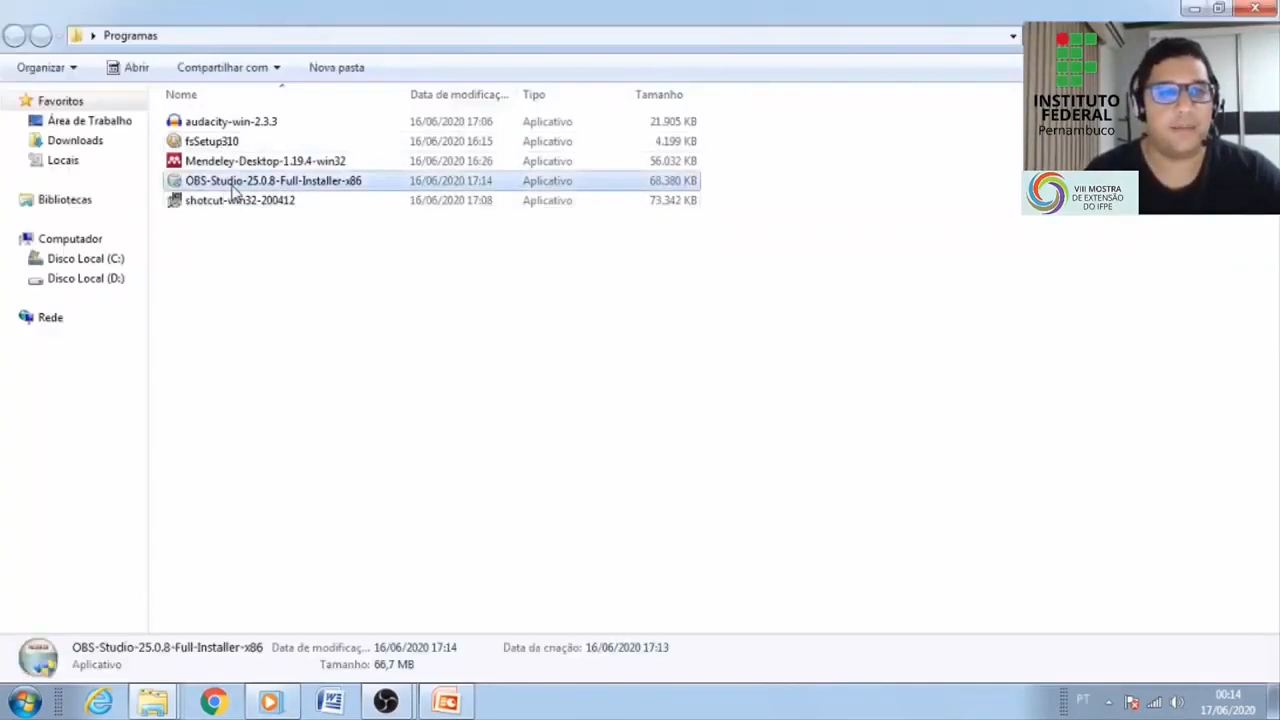 Programas
Organizar Abrir Compartilhar com Nova pasta
Nome Data de modificaç... Tipo Tamanho
Favoritos
Área de Trabalho
Downloads
Locais
Bibliotecas
Computador
Disco Local (C:)
Disco Local (D:)
Rede
audacity-win-2.3.3 16/06/2020 17:06 Aplicativo 21.905 KB
fsSetup310 16/06/2020 16:15 Aplicativo 4.199 KB
Mendeley-Desktop-1.19.4-win32 16/06/2020 16:26 Aplicativo 56.032 KB
OBS-Studio-25.0.8-Full-Installer-x86 16/06/2020 17:14 Aplicativo 68.380 KB
shotcut-win32-200412 16/06/2020 17:08 Aplicativo 73.342 KB
INSTITUTO
FEDERAL
Pernambuco
VIII MOSTRA
DE EXTENSÃO
DO IFPE
OBS-Studio-25.0.8-Full-Installer-x86 Data de modificaç... 16/06/2020 17:14 Data da criação: 16/06/2020 17:13
Aplicativo Tamanho: 66,7 MB
PT 00:14
17/06/2020